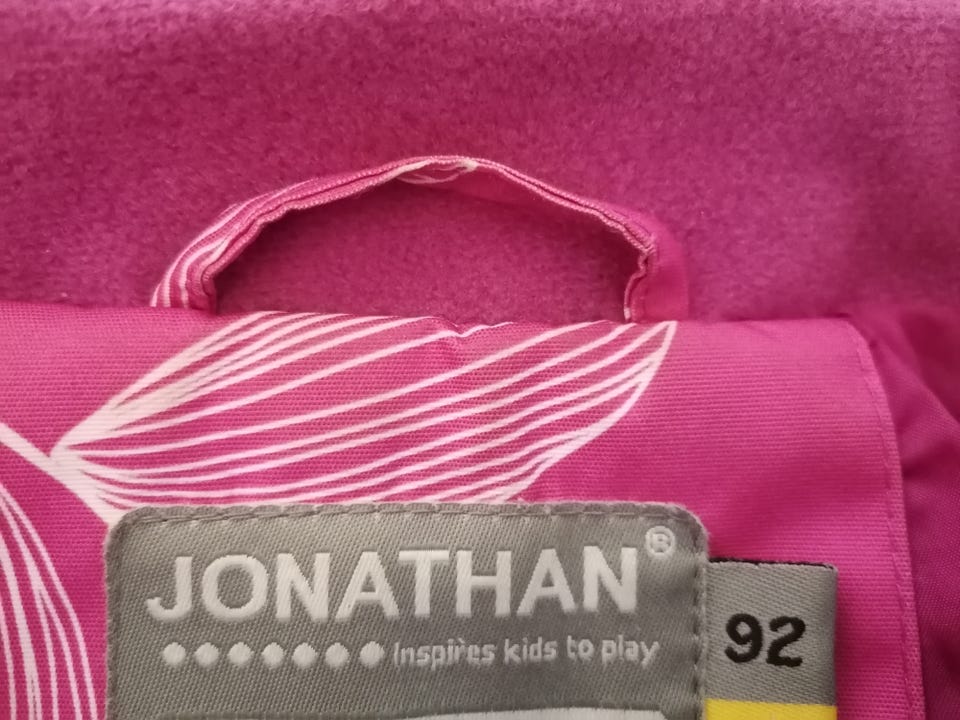 JONATHAN®
Inspires kids to play
92